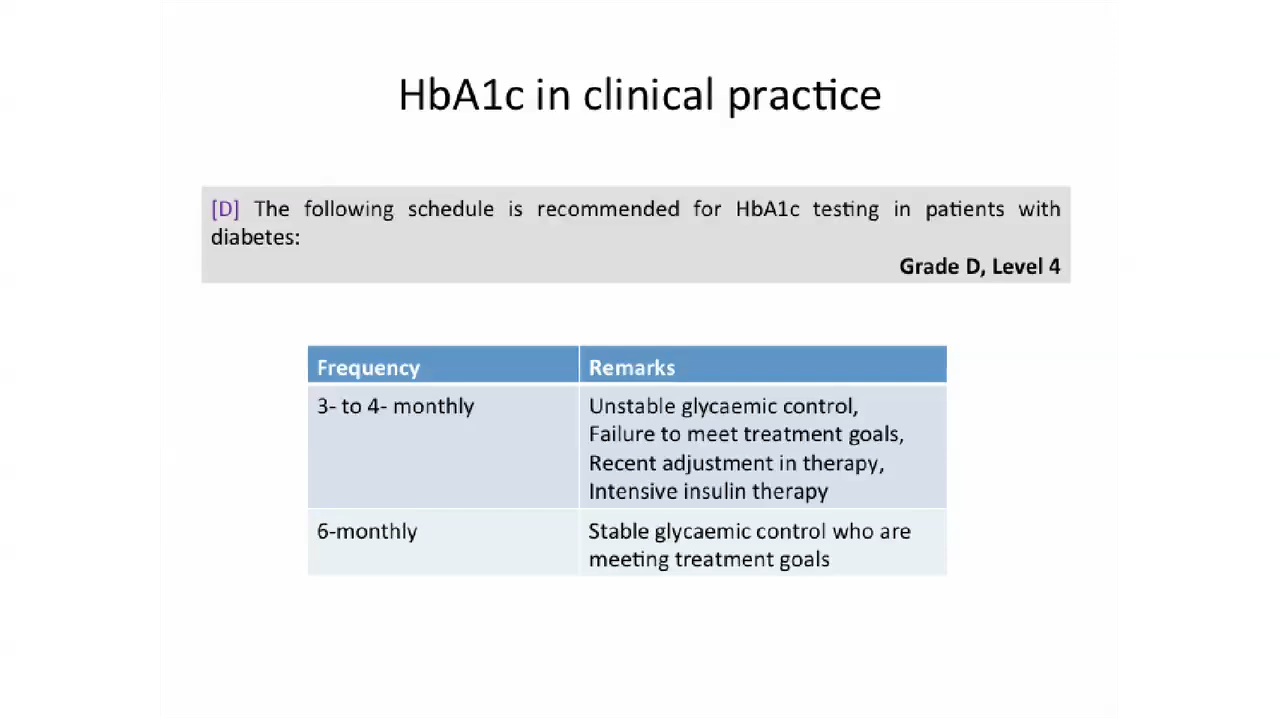 HbA1c in clinical practice
[D] The following schedule is recommended for HbA1c testing in patients with
diabetes:
Grade D, Level 4
Frequency Remarks
3- to 4- monthly Unstable glycaemic control,
Failure to meet treatment goals,
Recent adjustment in therapy,
Intensive insulin therapy
6-monthly Stable glycaemic control who are
meeting treatment goals